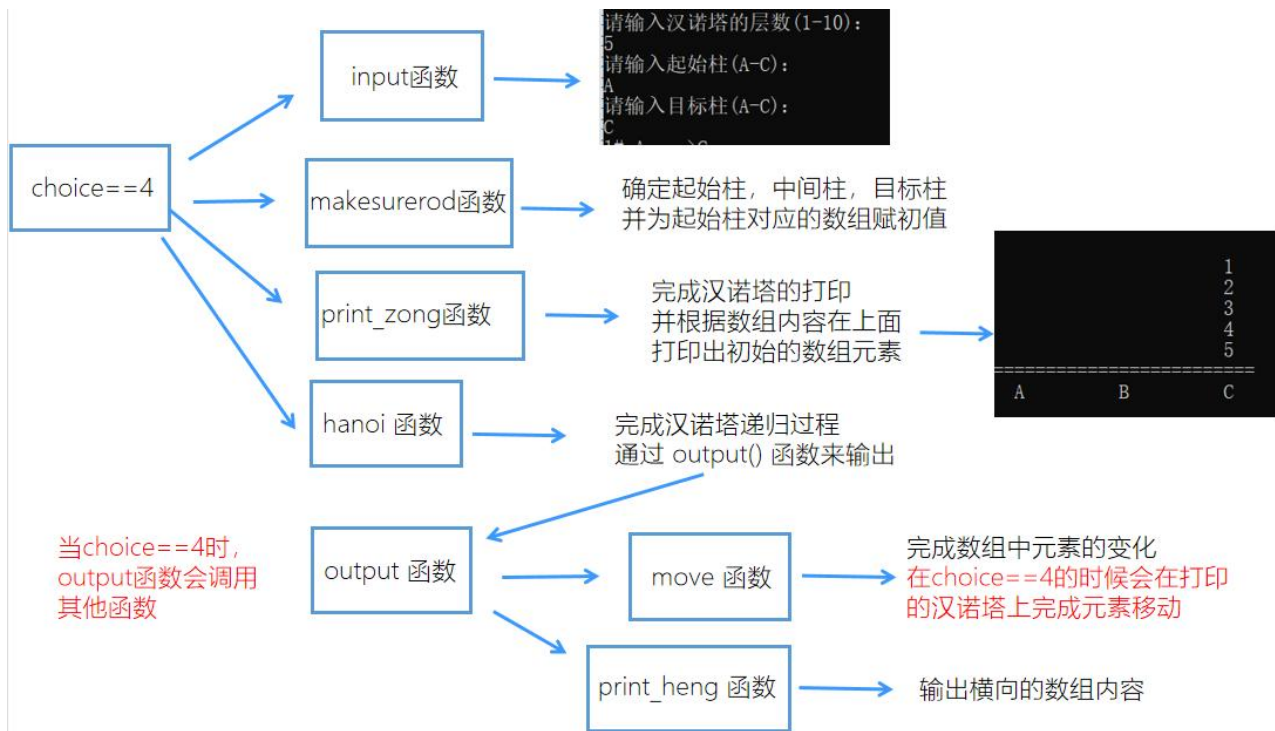 请输入汉诺塔的层数(1-10)：
5
请输入起始柱(A-C)：
A
请输入目标柱(A-C)：
C
input函数
choice==4
makesurerod函数
确定起始柱，中间柱，目标柱
并为起始柱对应的数组赋初值
print_zong函数
完成汉诺塔的打印
并根据数组内容在上面
打印出初始的数组元素
1
2
3
4
5
=========================
A B C
hanoi 函数
完成汉诺塔递归过程
通过 output() 函数来输出
当choice==4时，
output函数会调用
其他函数
output 函数
move 函数
完成数组中元素的变化
在choice==4的时候会在打印
的汉诺塔上完成元素移动
print_heng 函数
输出横向的数组内容